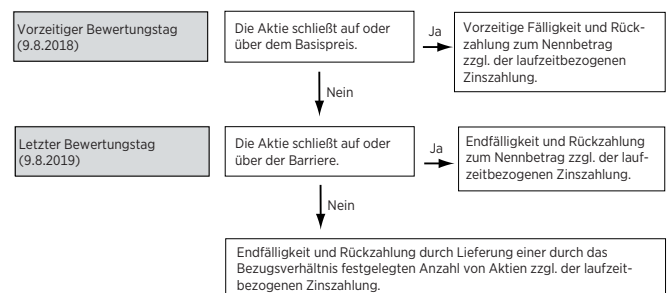 Vorzeitiger Bewertungstag
(9.8.2018)
Die Aktie schließt auf oder
über dem Basispreis.
Ja
Vorzeitige Fälligkeit und Rück-
zahlung zum Nennbetrag
zzgl. der laufzeitbezogenen
Zinszahlung.
Nein
Letzter Bewertungstag
(9.8.2019)
Die Aktie schließt auf oder
über der Barriere.
Ja
Endfälligkeit und Rückzahlung
zum Nennbetrag zzgl. der lauf-
zeitbezogenen Zinszahlung.
Nein
Endfälligkeit und Rückzahlung durch Lieferung einer durch das
Bezugsverhältnis festgelegten Anzahl von Aktien zzgl. der laufzeit-
bezogenen Zinszahlung.